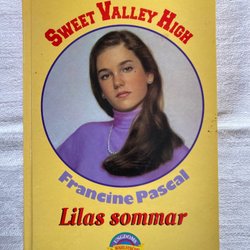 SWEET VALLEY HIGH
Francine Pascal
Lilas sommar